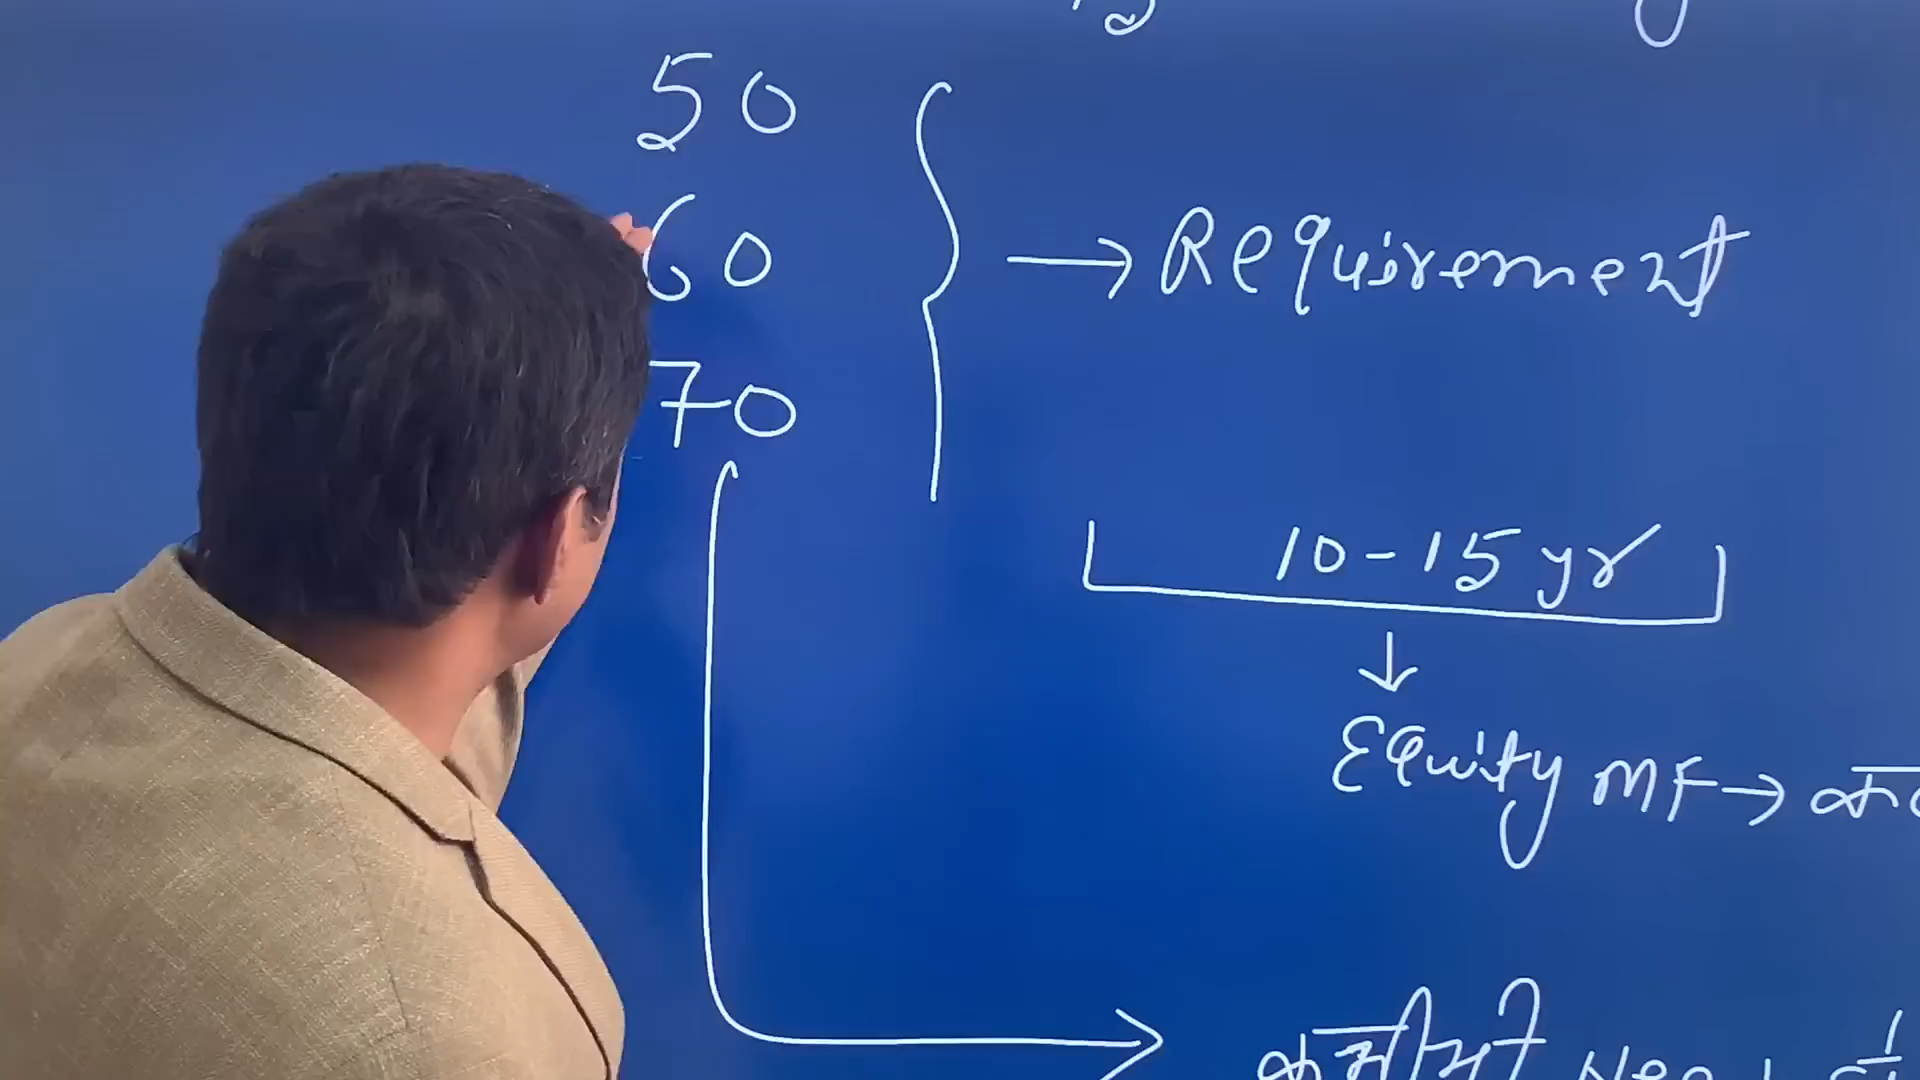 50
60
70
→ Requirement
10-15 yr
Equity MF →